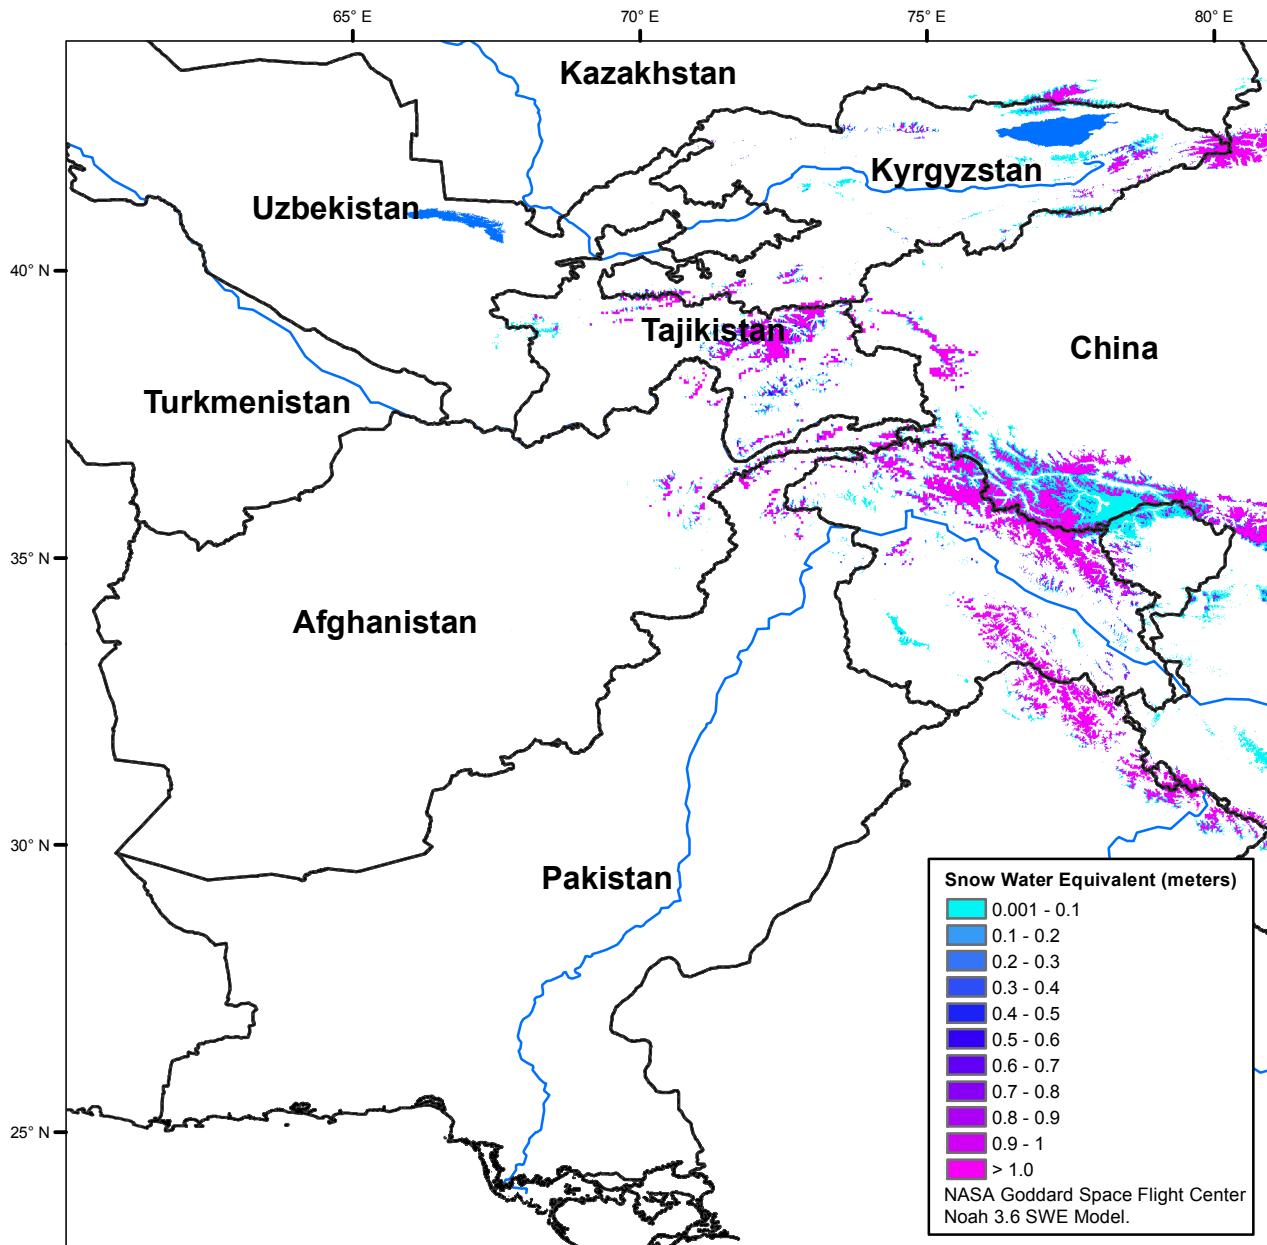 65° E
70° E
75° E
80° E
Kazakhstan
Kyrgyzstan
Uzbekistan
40° N
Tajikistan
China
Turkmenistan
35° N
Afghanistan
30° N
Pakistan
25° N
Snow Water Equivalent (meters)
0.001 - 0.1
0.1 - 0.2
0.2 - 0.3
0.3 - 0.4
0.4 - 0.5
0.5 - 0.6
0.6 - 0.7
0.7 - 0.8
0.8 - 0.9
0.9 - 1
> 1.0
NASA Goddard Space Flight Center
Noah 3.6 SWE Model.